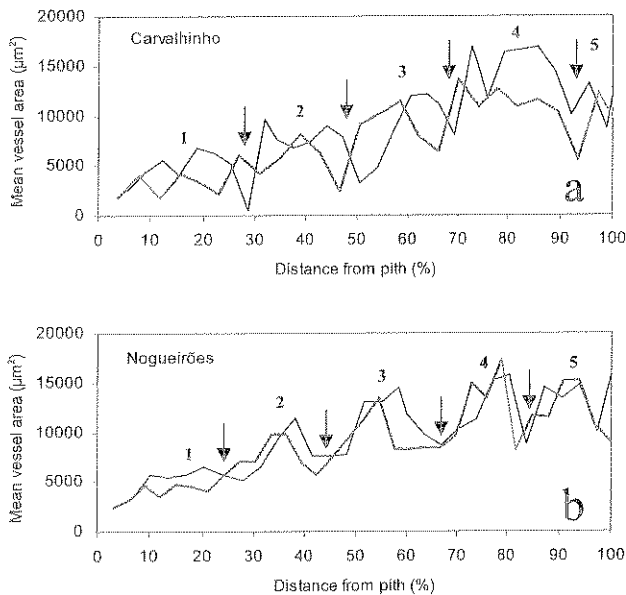 20000
Carvalhinho
15000
10000
5000
0
Mean vessel area (µm²)
1
2
3
4
5
a
0 10 20 30 40 50 60 70 80 90 100
Distance from pith (%)
20000
Nogueirões
15000
10000
5000
0
Mean vessel area (µm²)
1
2
3
4
5
b
0 10 20 30 40 50 60 70 80 90 100
Distance from pith (%)